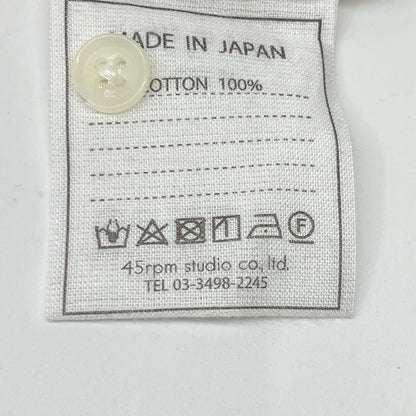 MADE IN JAPAN
COTTON 100%
F
45rpm studio co., ltd.
TEL 03-3498-2245